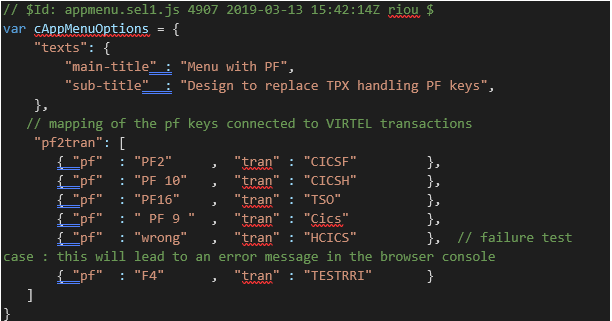 // $Id: appmenu.sel1.js 4907 2019-03-13 15:42:14Z riou $
var cAppMenuOptions = {
    "texts": {
        "main-title" : "Menu with PF",
        "sub-title"  : "Design to replace TPX handling PF keys",
    },
   // mapping of the pf keys connected to VIRTEL transactions
    "pf2tran": [
       { "pf"  : "PF2"     ,  "tran" : "CICSF"         },
       { "pf"  : "PF 10"   ,  "tran" : "CICSH"         },
       { "pf"  : "PF16"    ,  "tran" : "TSO"           },
       { "pf"  : " PF 9 "  ,  "tran" : "Cics"          },
       { "pf"  : "wrong"   ,  "tran" : "HCICS"         },  // failure test
case : this will lead to an error message in the browser console
       { "pf"  : "F4"      ,  "tran" : "TESTRRI"       }
   ]
}